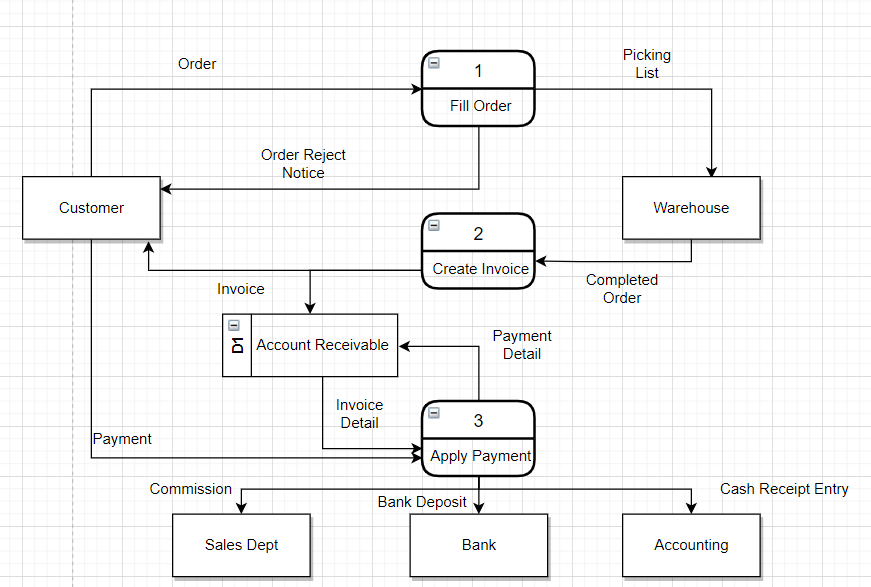 Order
1
Picking
List
Fill Order
Order Reject
Notice
Customer
Warehouse
2
Create Invoice
Completed
Order
Invoice
D1
Account Receivable
Payment
Detail
Invoice
Detail
3
Payment
Apply Payment
Commission
Bank Deposit
Cash Receipt Entry
Sales Dept
Bank
Accounting